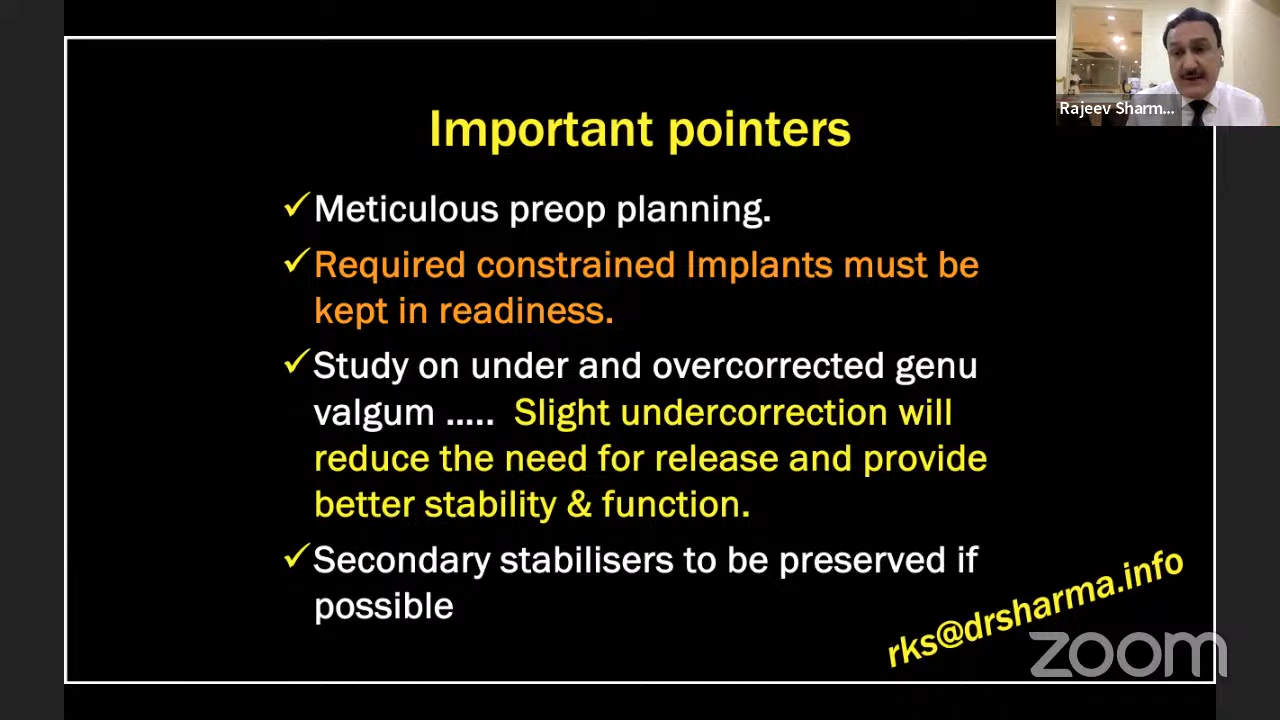 Rajeev Sharm...
Important pointers
✓Meticulous preop planning.
✓Required constrained Implants must be
kept in readiness.
✓Study on under and overcorrected genu
valgum ..... Slight undercorrection will
reduce the need for release and provide
better stability & function.
✓Secondary stabilisers to be preserved if
possible
rks@drsharma.info
zoom